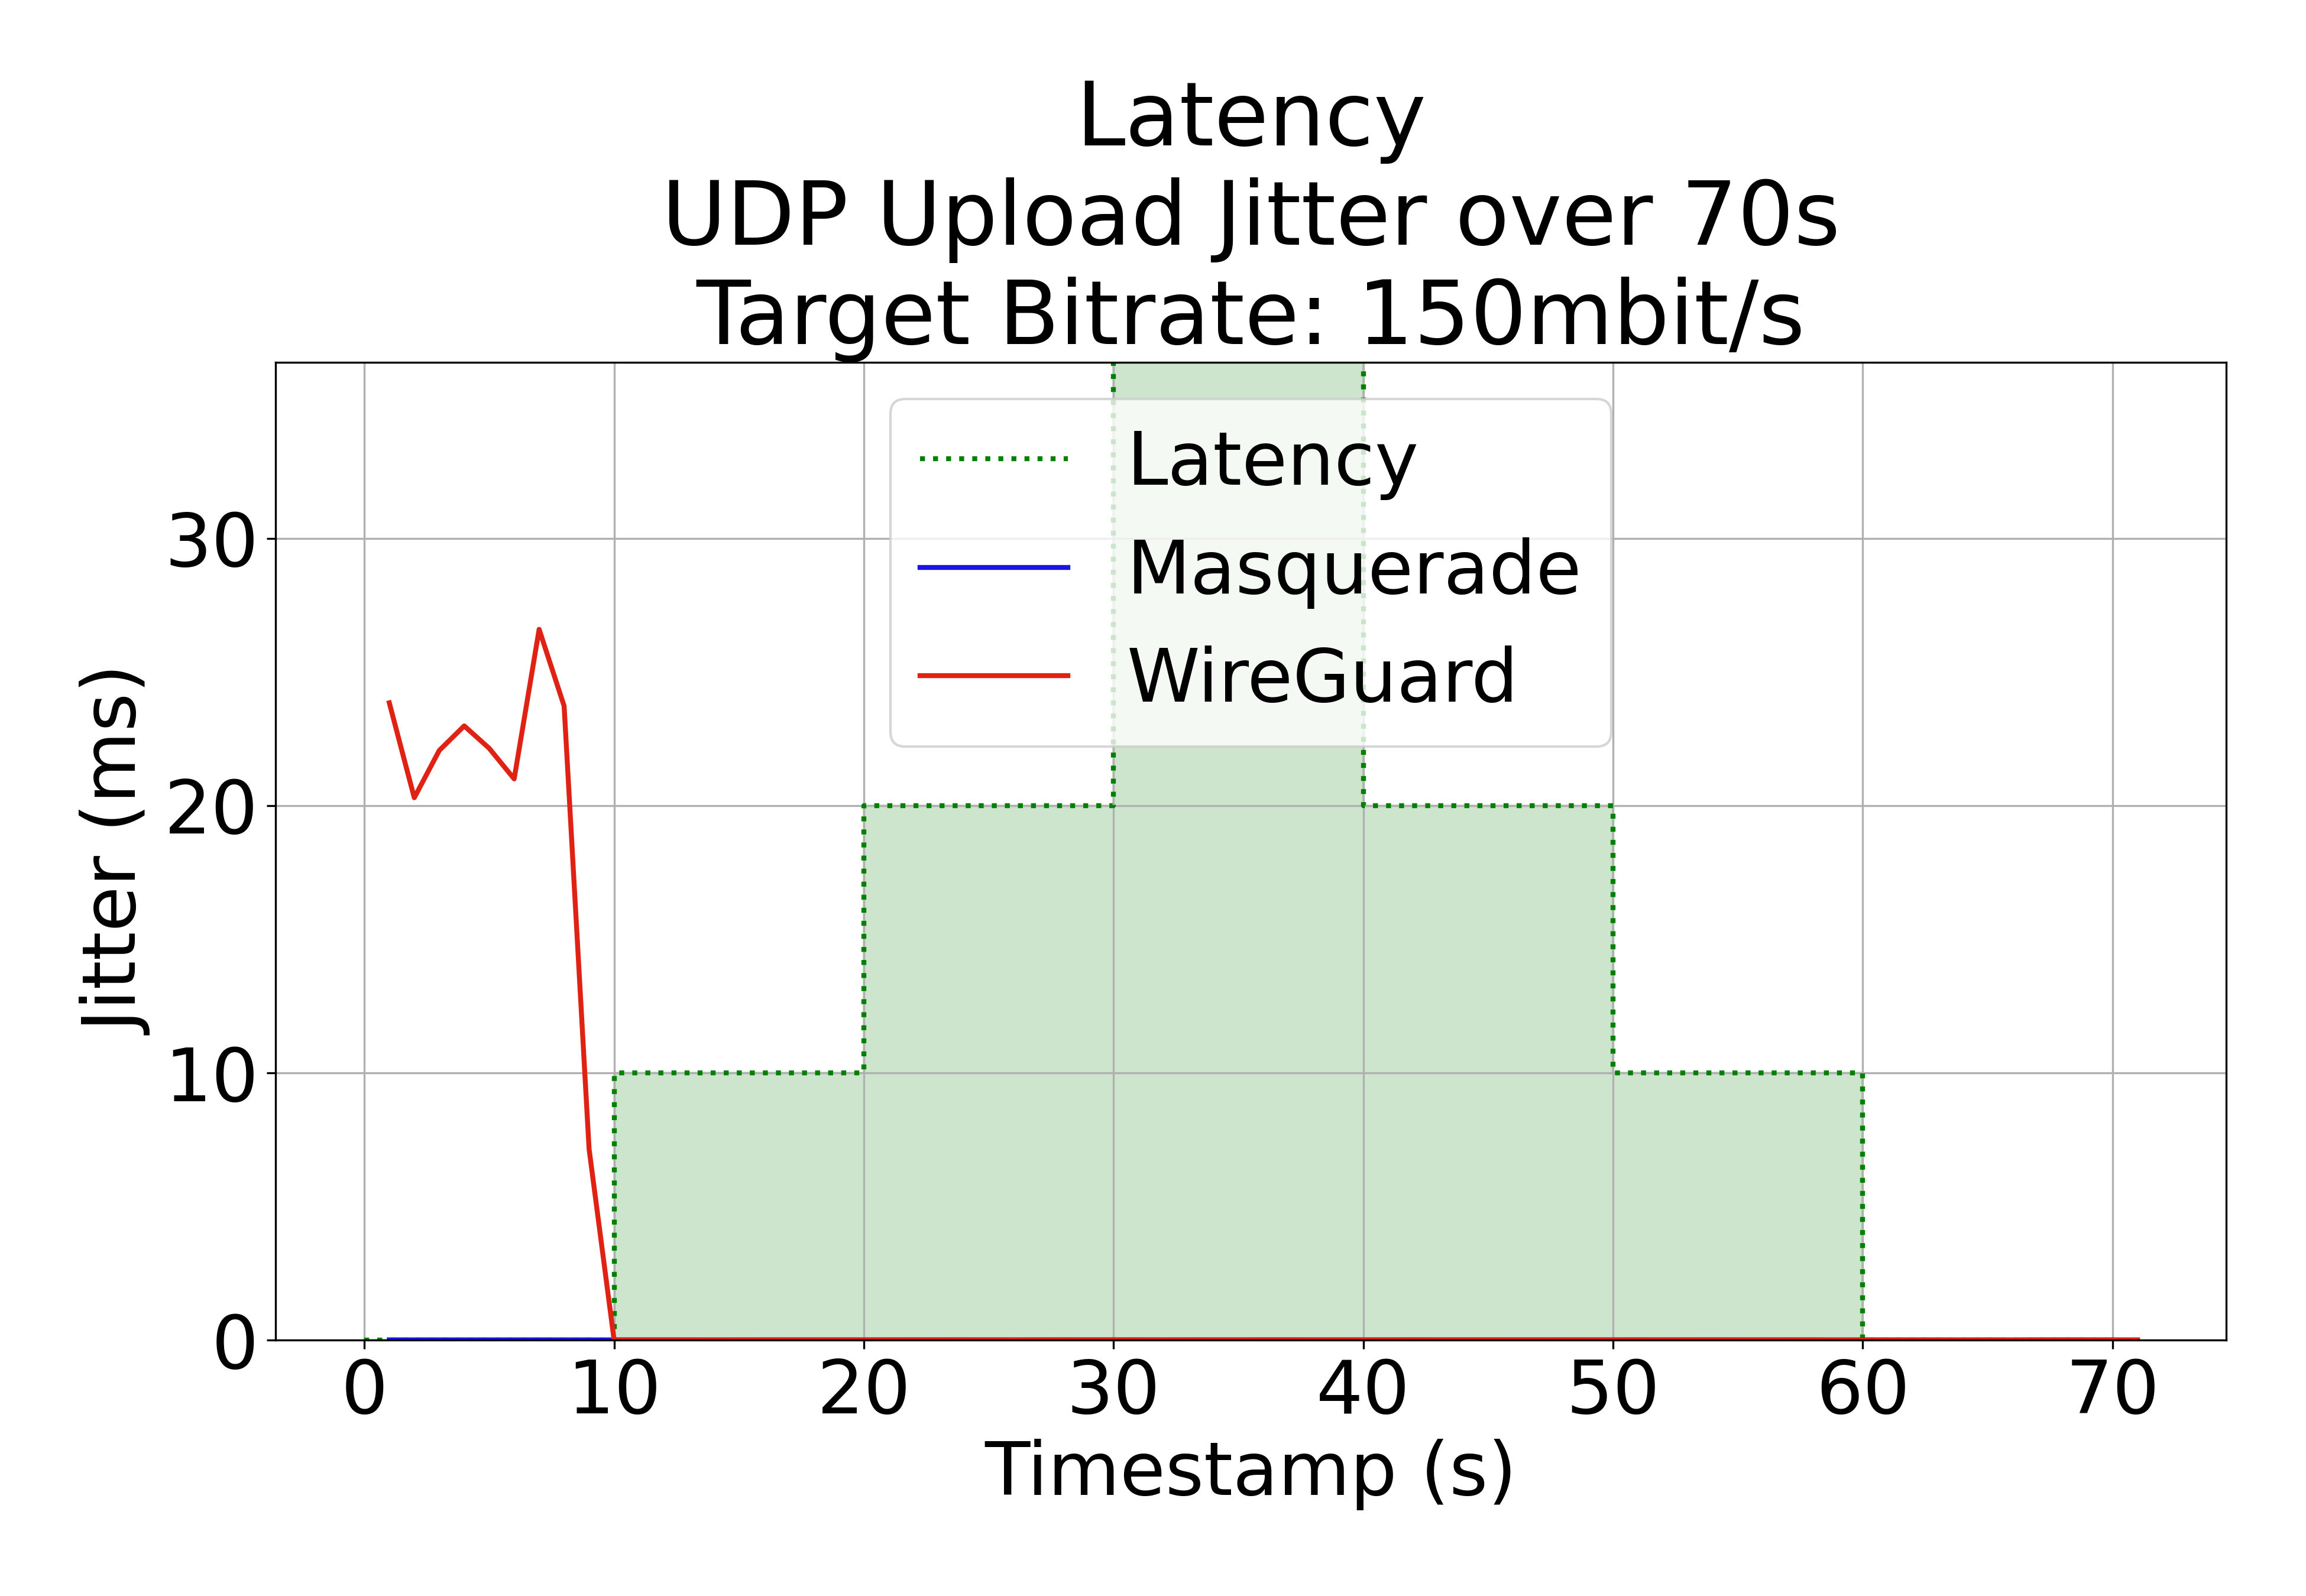 Latency
UDP Upload Jitter over 70s
Target Bitrate: 150mbit/s
Latency
Masquerade
WireGuard
Jitter (ms)
30
20
10
0
0 10 20 30 40 50 60 70
Timestamp (s)